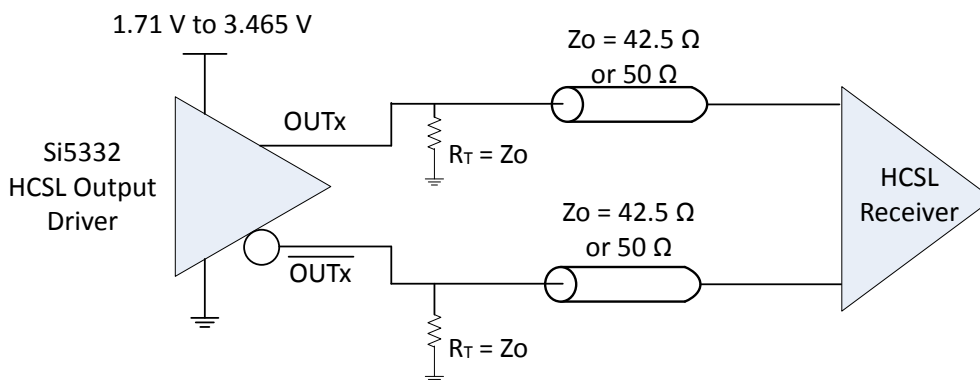 1.71 V to 3.465 V
Si5332
HCSL Output
Driver
OUTx
Zo = 42.5 Ω
or 50 Ω
RT = Zo
HCSL
Receiver
Zo = 42.5 Ω
or 50 Ω
OUTx
RT = Zo